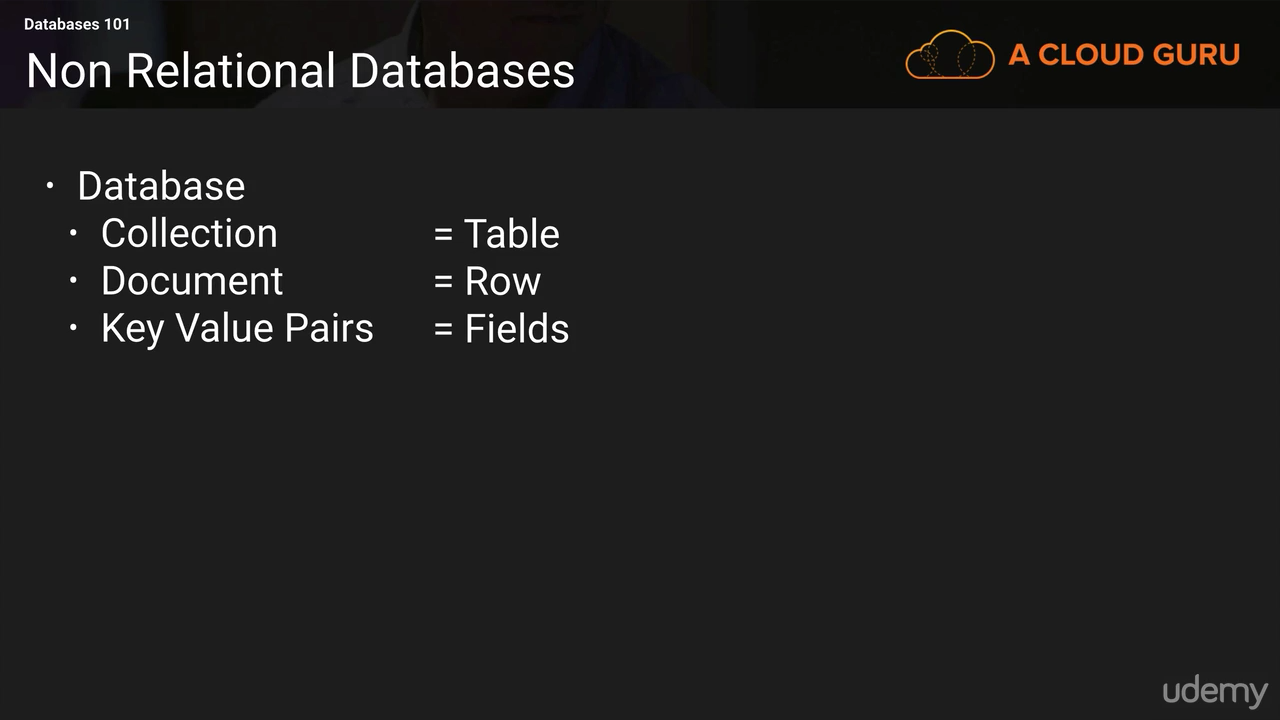 Databases 101
Non Relational Databases
A CLOUD GURU
• Database
• Collection = Table
• Document = Row
• Key Value Pairs = Fields
udemy